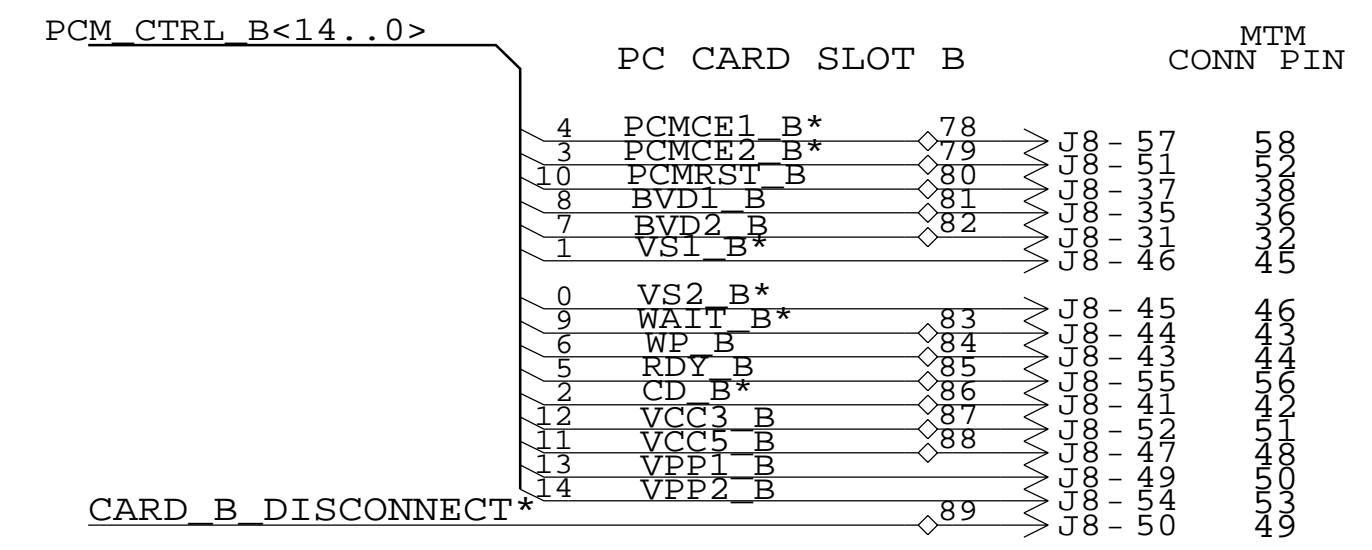 PCM_CTRL_B<14..0>
PC CARD SLOT B
MTM
CONN PIN
4 PCMCE1_B* 78 J8-57 58
3 PCMCE2_B* 79 J8-51 52
10 PCMRST_B 80 J8-37 38
8 BVD1_B 81 J8-35 36
7 BVD2_B 82 J8-31 32
1 VS1_B* J8-46 45
0 VS2_B* J8-45 46
9 WAIT_B* 83 J8-44 43
6 WP_B 84 J8-43 44
5 RDY_B 85 J8-55 56
2 CD_B* 86 J8-41 42
12 VCC3_B 87 J8-52 51
11 VCC5_B 88 J8-47 48
13 VPP1_B J8-49 50
14 VPP2_B J8-54 53
CARD_B_DISCONNECT* 89 J8-50 49